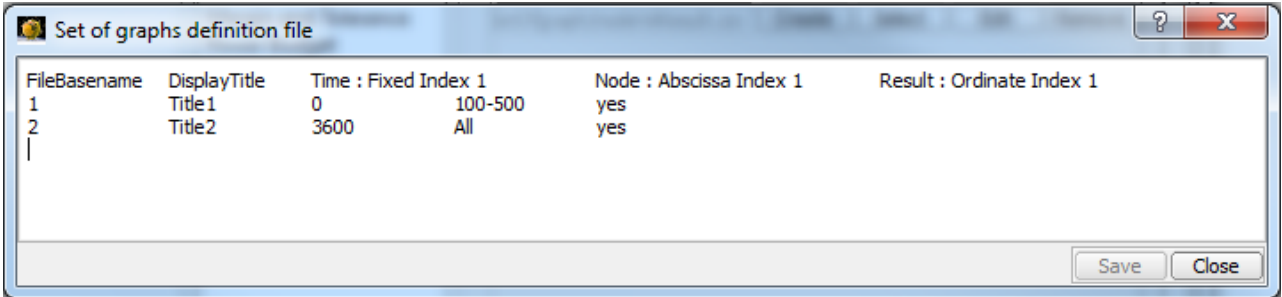 Set of graphs definition file
FileBasename DisplayTitle Time : Fixed Index 1 Node : Abscissa Index 1 Result : Ordinate Index 1
1 Title1 0 100-500 yes
2 Title2 3600 All yes
Save Close